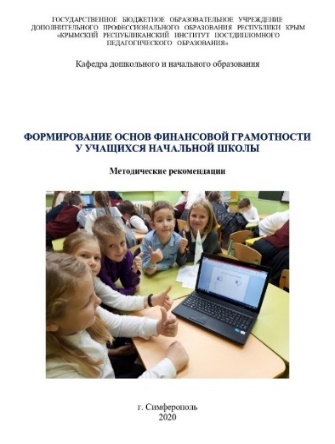 ГОСУДАРСТВЕННОЕ БЮДЖЕТНОЕ ОБРАЗОВАТЕЛЬНОЕ УЧРЕЖДЕНИЕ
ДОПОЛНИТЕЛЬНОГО ПРОФЕССИОНАЛЬНОГО ОБРАЗОВАНИЯ РЕСПУБЛИКИ КРЫМ
«КРЫМСКИЙ РЕСПУБЛИКАНСКИЙ ИНСТИТУТ ПОСТДИПЛОМНОГО
ПЕДАГОГИЧЕСКОГО ОБРАЗОВАНИЯ»
Кафедра дошкольного и начального образования
ФОРМИРОВАНИЕ ОСНОВ ФИНАНСОВОЙ ГРАМОТНОСТИ
У УЧАЩИХСЯ НАЧАЛЬНОЙ ШКОЛЫ
Методические рекомендации
г. Симферополь
2020